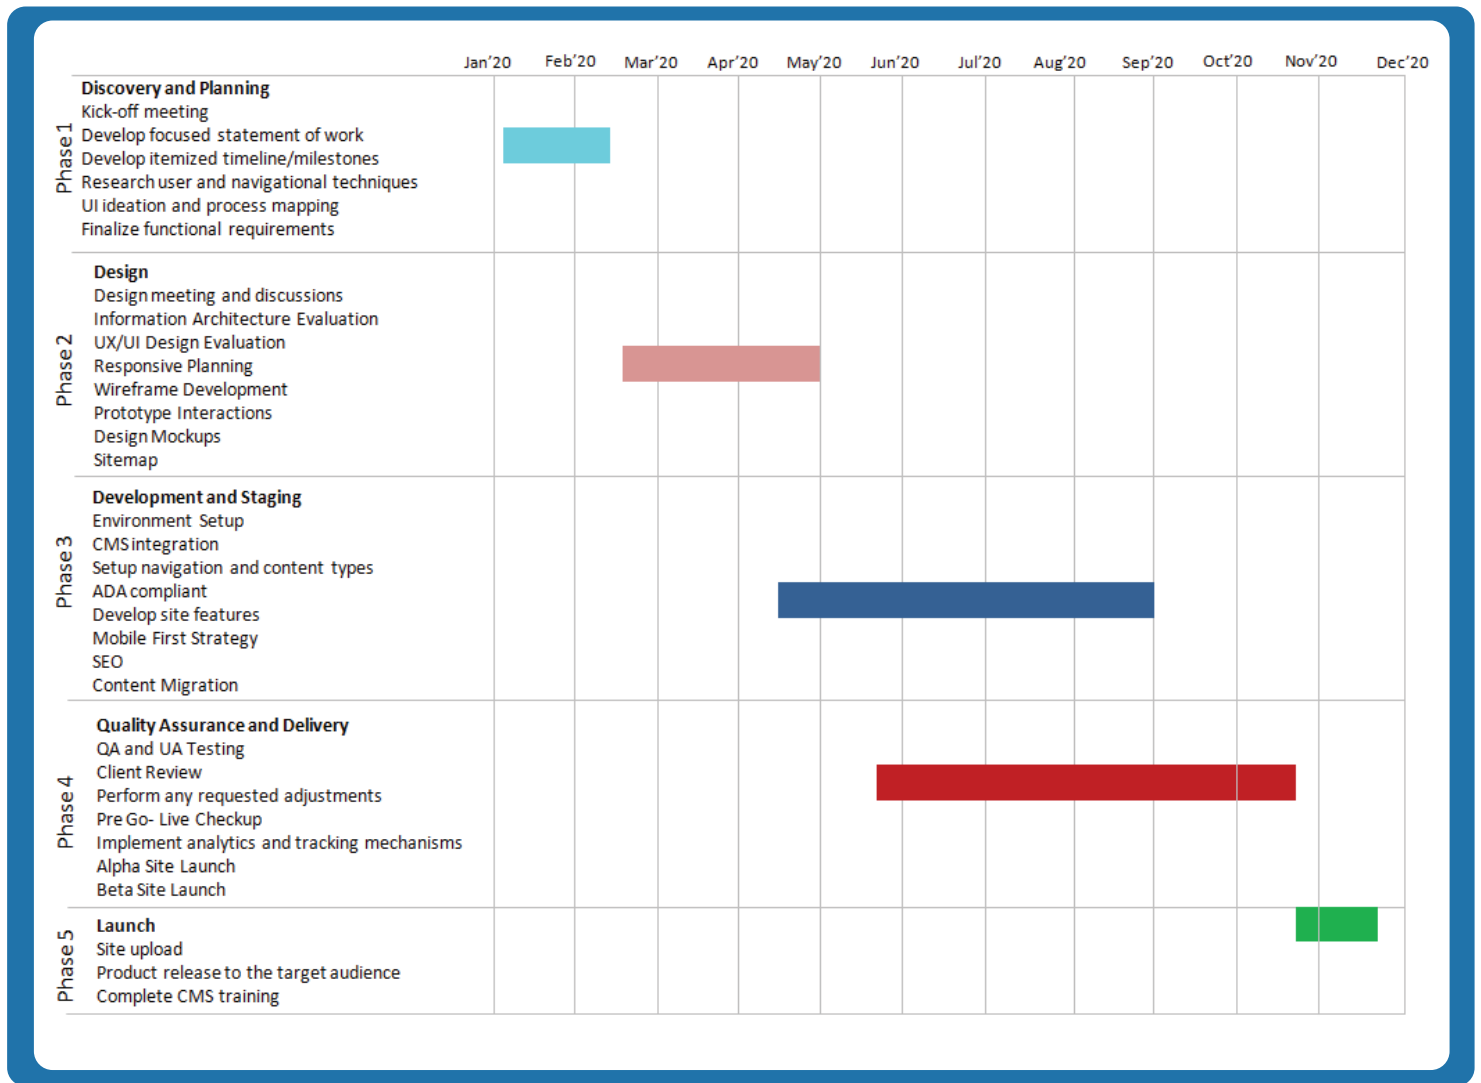 Jan’20 Feb’20 Mar’20 Apr’20 May’20 Jun’20 Jul’20 Aug’20 Sep’20 Oct’20 Nov’20 Dec’20
Phase 1
Discovery and Planning
Kick-off meeting
Develop focused statement of work
Develop itemized timeline/milestones
Research user and navigational techniques
UI ideation and process mapping
Finalize functional requirements
Phase 2
Design
Design meeting and discussions
Information Architecture Evaluation
UX/UI Design Evaluation
Responsive Planning
Wireframe Development
Prototype Interactions
Design Mockups
Sitemap
Phase 3
Development and Staging
Environment Setup
CMS integration
Setup navigation and content types
ADA compliant
Develop site features
Mobile First Strategy
SEO
Content Migration
Phase 4
Quality Assurance and Delivery
QA and UA Testing
Client Review
Perform any requested adjustments
Pre Go- Live Checkup
Implement analytics and tracking mechanisms
Alpha Site Launch
Beta Site Launch
Phase 5
Launch
Site upload
Product release to the target audience
Complete CMS training